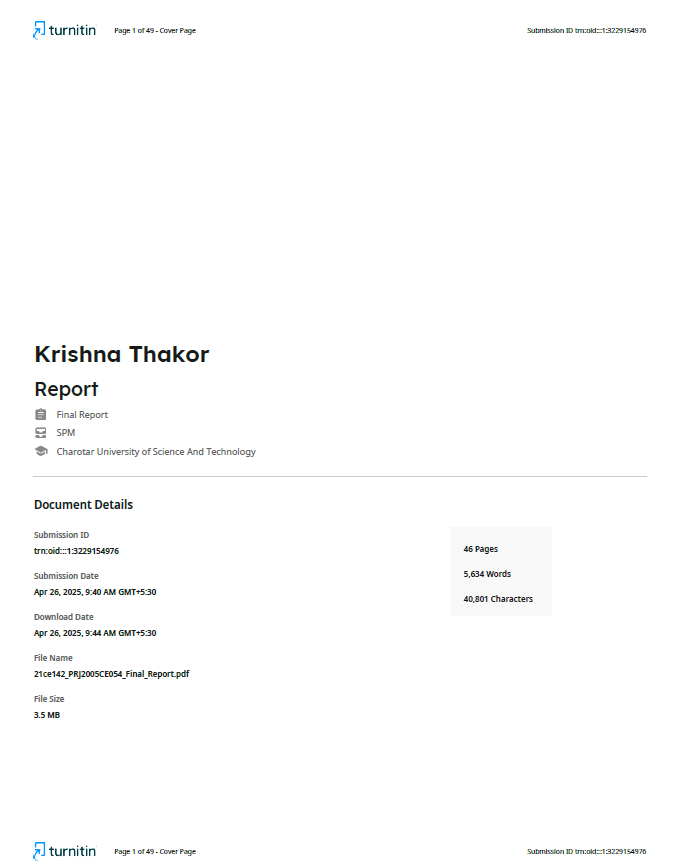 turnitin Page 1 of 49 - Cover Page Submission ID trn:oid:::1:3229154976
Krishna Thakor
Report
Final Report
SPM
Charotar University of Science And Technology
Document Details
Submission ID
trn:oid:::1:3229154976
Submission Date
Apr 26, 2025, 9:40 AM GMT+5:30
Download Date
Apr 26, 2025, 9:44 AM GMT+5:30
File Name
21ce142_PRJ2005CE054_Final_Report.pdf
File Size
3.5 MB
46 Pages
5,634 Words
40,801 Characters
turnitin Page 1 of 49 - Cover Page Submission ID trn:oid:::1:3229154976